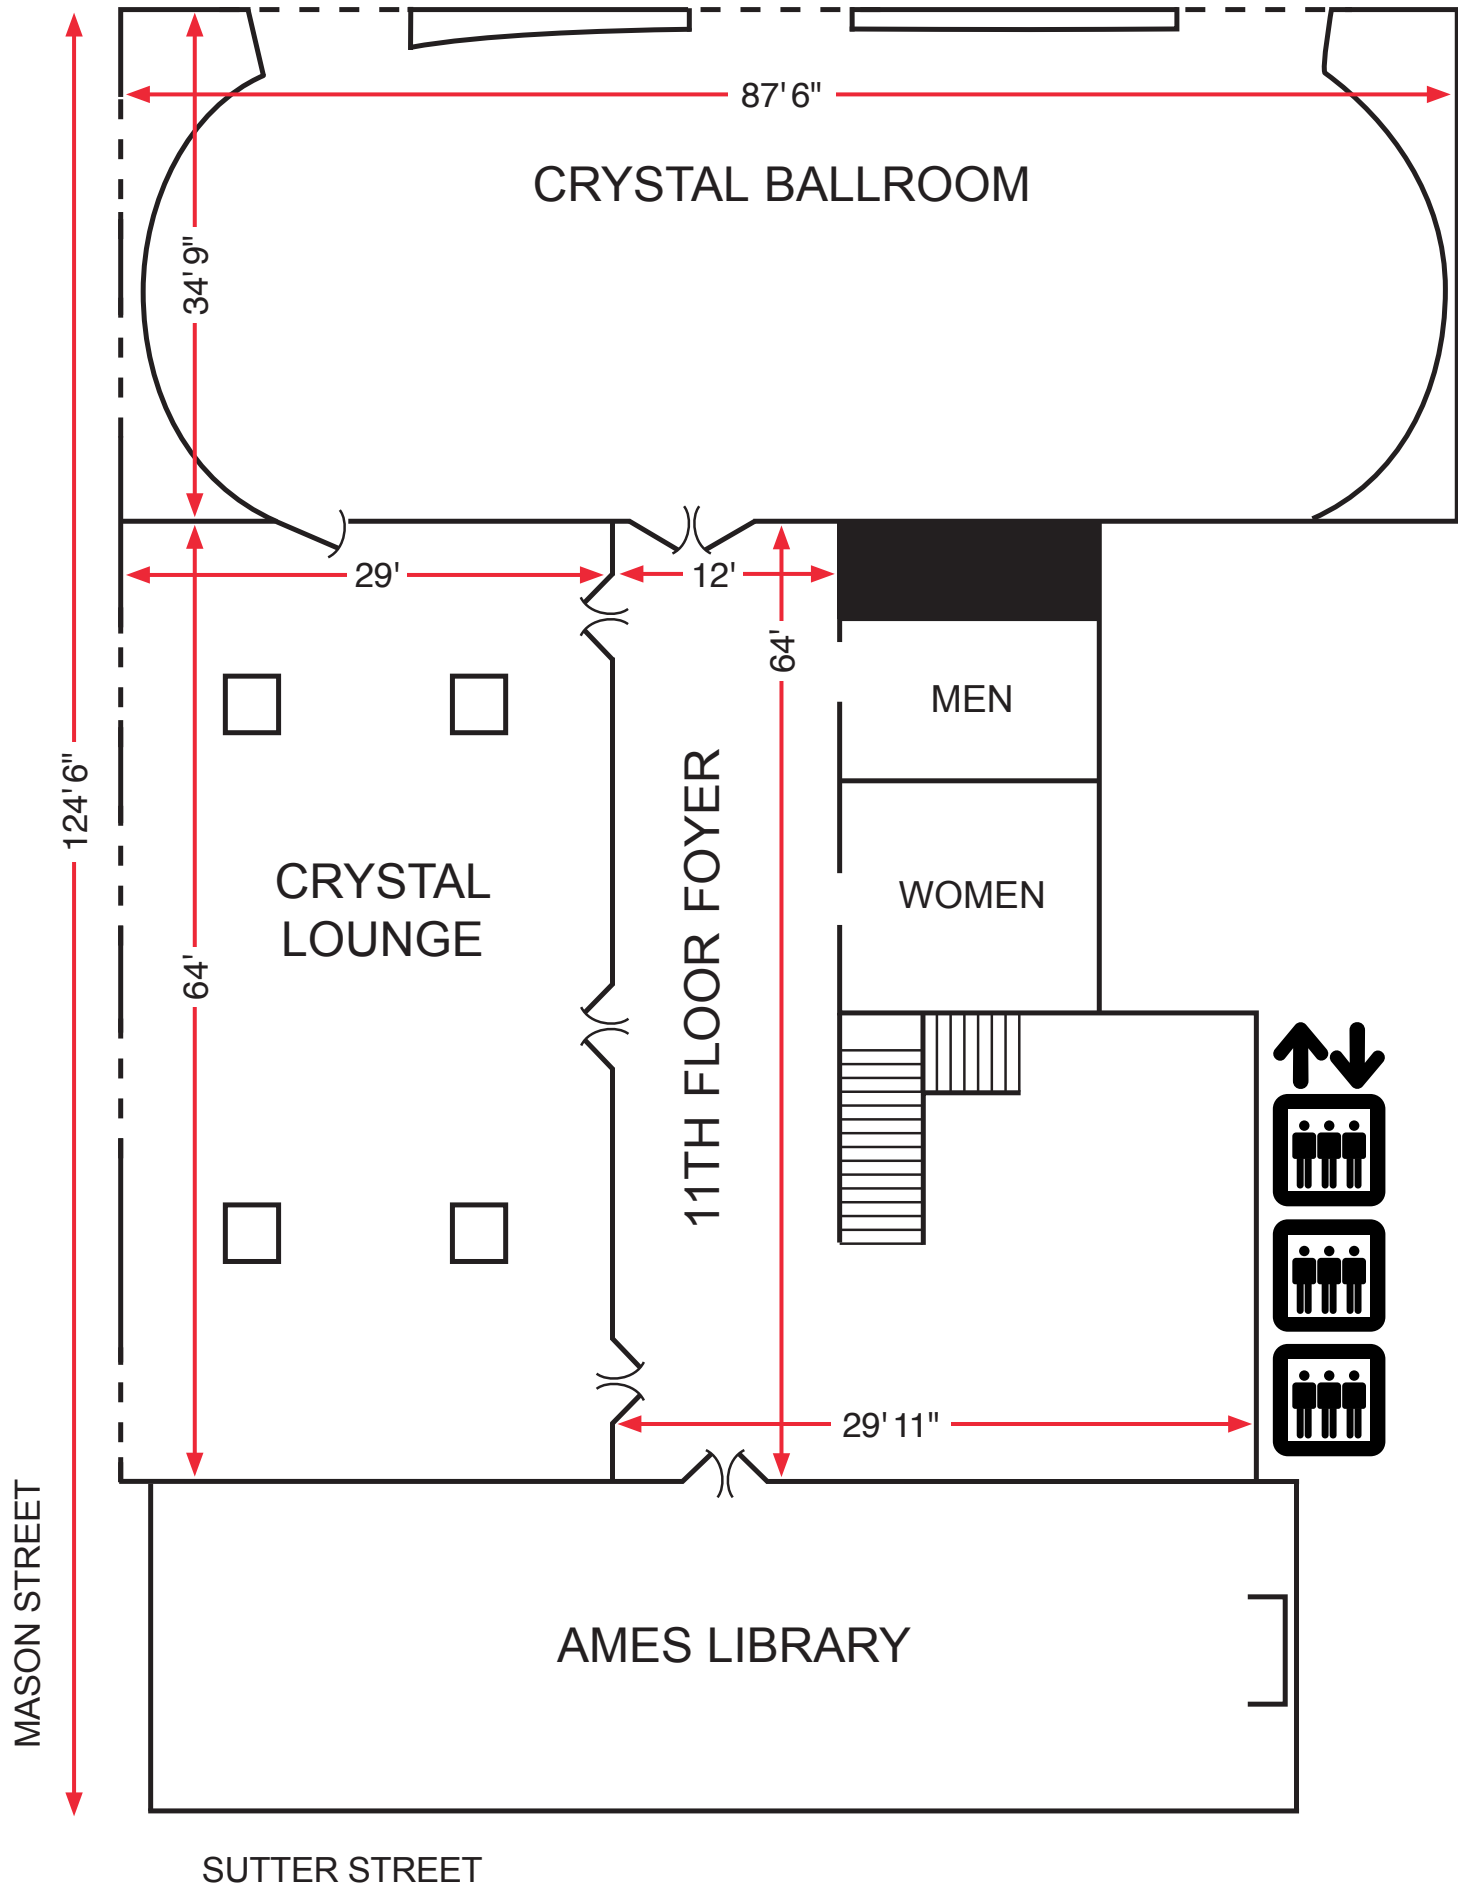 87' 6"
CRYSTAL BALLROOM
34' 9"
29'
12'
64'
MEN
124' 6"
CRYSTAL
LOUNGE
11TH FLOOR FOYER
WOMEN
64'
29' 11"
MASON STREET
AMES LIBRARY
SUTTER STREET